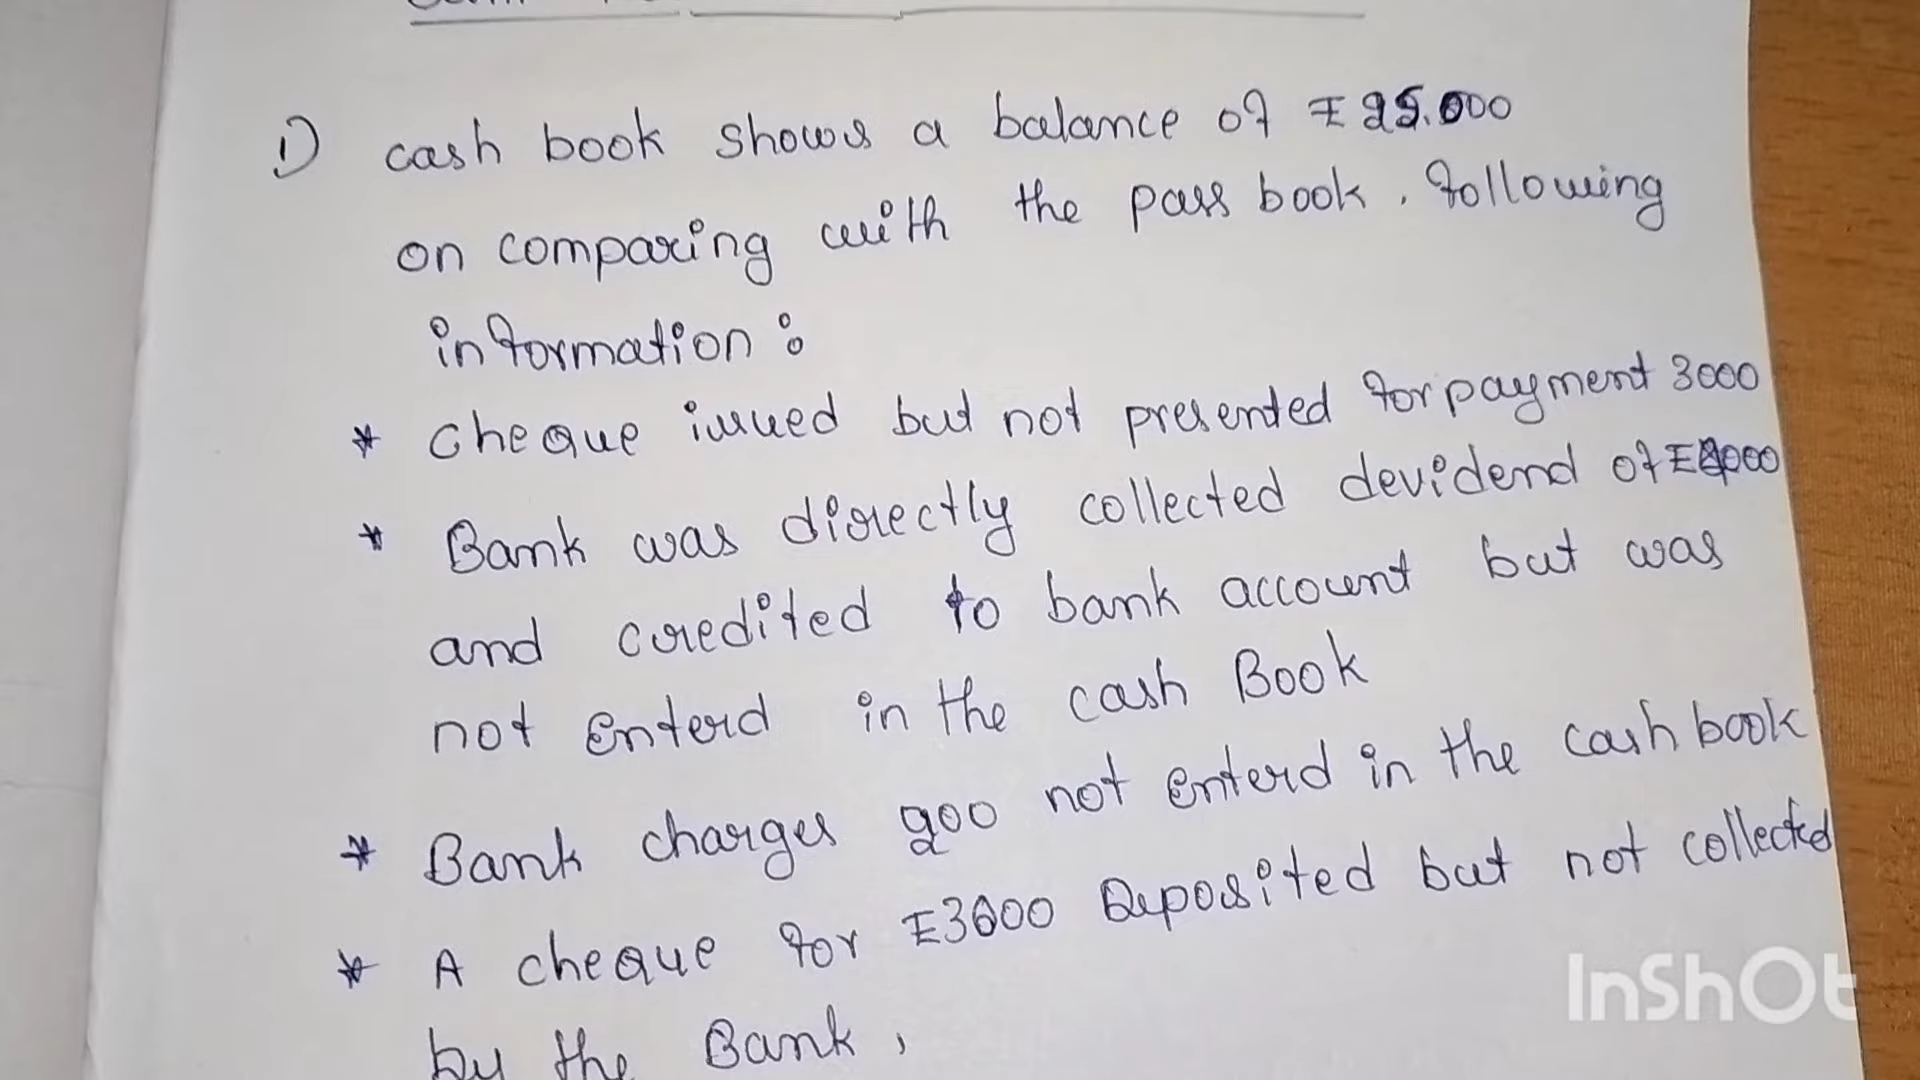 1) cash book shows a balance of ₹25.000
on comparing with the pass book. following
information:
* cheque issued but not presented for payment 3000
* Bank was directly collected devidend of ₹
and credited to bank account but was
not Enterd in the cash Book
* Bank charges not Enterd in the cash book
* A cheque for ₹3600 Deposited but not collected
by the Bank,
InShOt